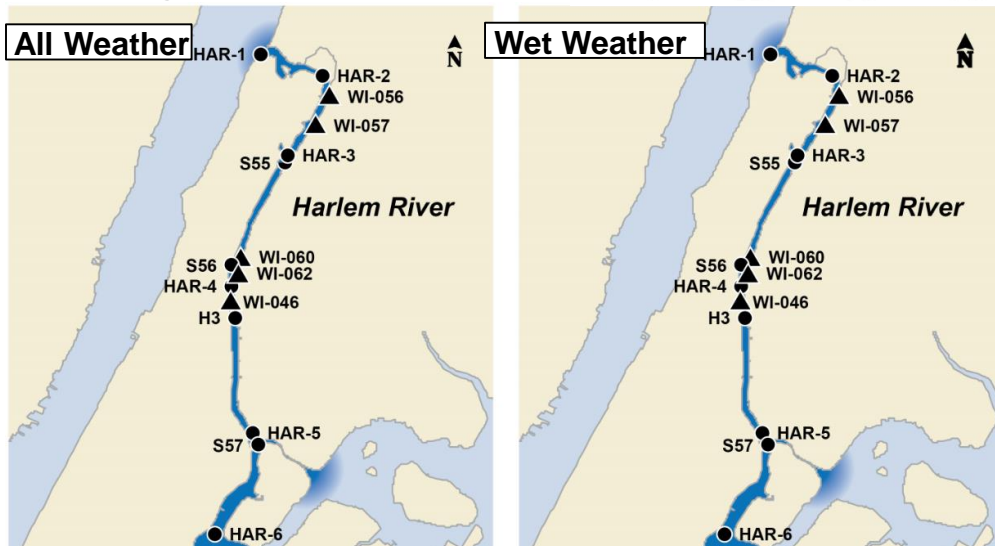 All Weather
HAR-1
N
HAR-2
WI-056
WI-057
HAR-3
S55
Harlem River
WI-060
S56
WI-062
HAR-4
WI-046
H3
HAR-5
S57
HAR-6
Wet Weather
HAR-1
N
HAR-2
WI-056
WI-057
HAR-3
S55
Harlem River
WI-060
S56
WI-062
HAR-4
WI-046
H3
HAR-5
S57
HAR-6